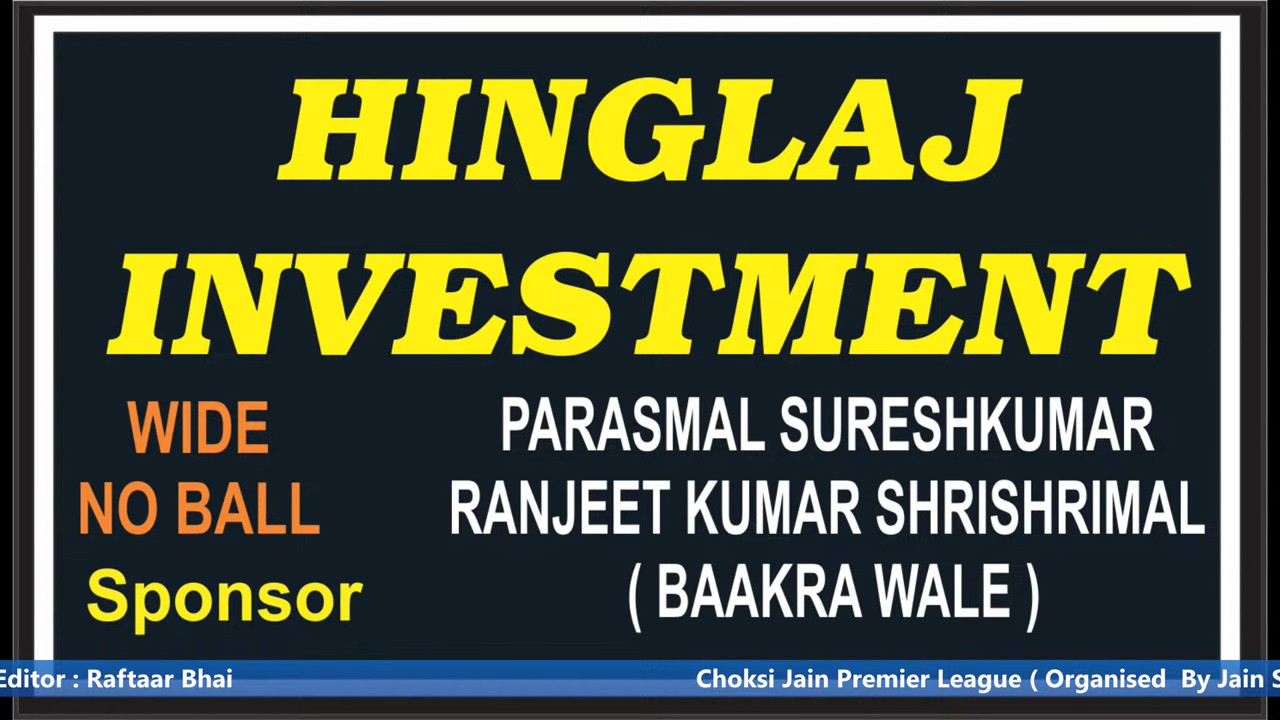 HINGLAJ
INVESTMENT
WIDE
NO BALL
Sponsor
PARASMAL SURESHKUMAR
RANJEET KUMAR SHRISHRIMAL
( BAAKRA WALE )
Editor : Raftaar Bhai
Choksi Jain Premier League ( Organised By Jain S